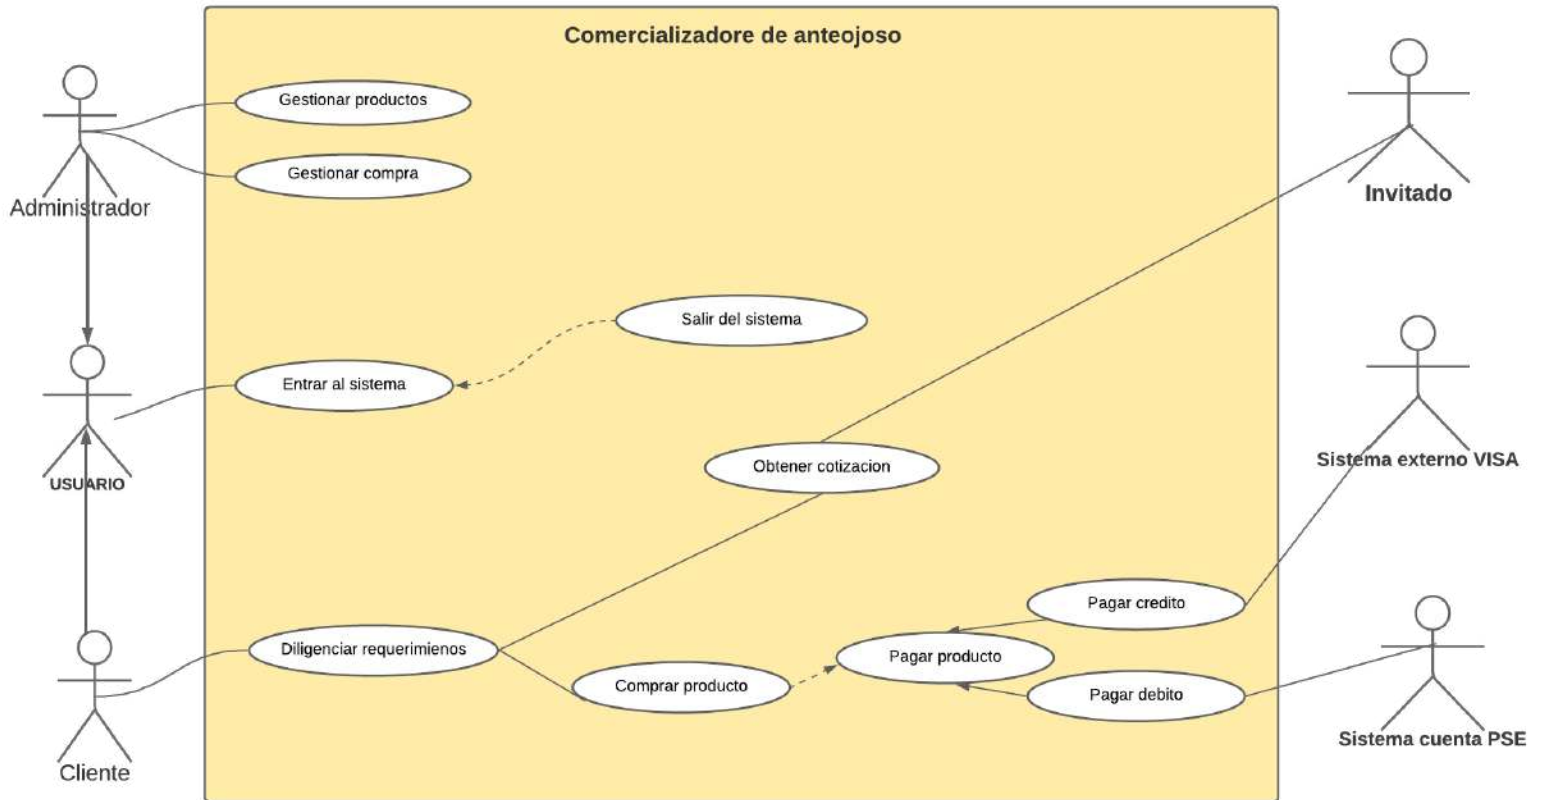 Comercializadore de anteojoso
Gestionar productos
Gestionar compra
Administrador
Invitado
Salir del sistema
Entrar al sistema
USUARIO
Obtener cotizacion
Sistema externo VISA
Pagar credito
Diligenciar requerimienos
Pagar producto
Comprar producto
Pagar debito
Sistema cuenta PSE
Cliente